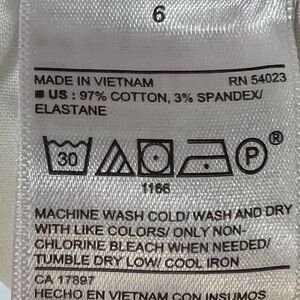 6
MADE IN VIETNAM RN 54023
■ US : 97% COTTON, 3% SPANDEX/
ELASTANE
30 P ®
1166
MACHINE WASH COLD/ WASH AND DRY
WITH LIKE COLORS/ ONLY NON-
CHLORINE BLEACH WHEN NEEDED/
TUMBLE DRY LOW/ COOL IRON
CA 17897
HECHO EN VIETNAM CON INSUMOS